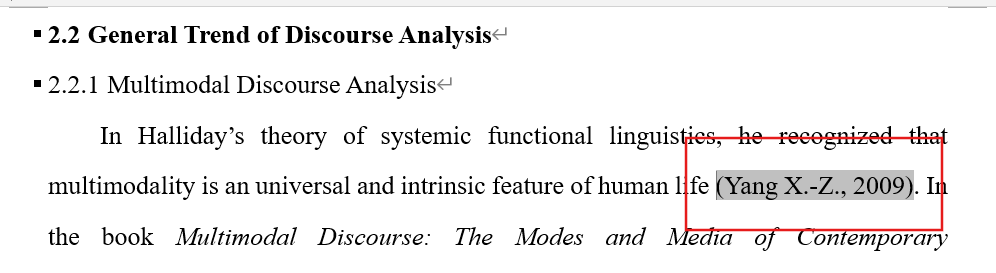 ▪ 2.2 General Trend of Discourse Analysis↵
▪ 2.2.1 Multimodal Discourse Analysis↵
In Halliday’s theory of systemic functional linguistics, he recognized that
multimodality is an universal and intrinsic feature of human life (Yang X.-Z., 2009). In
the book Multimodal Discourse: The Modes and Media of Contemporary